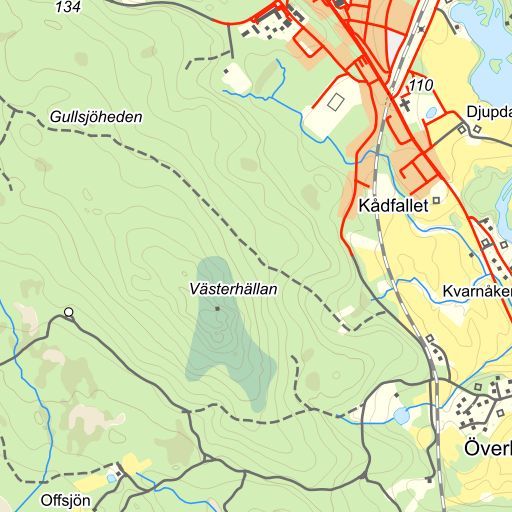 134
110
Djupda
Gullsjöheden
Kådfallet
Västerhällan
Kvarnåker
Överl
Offsjön